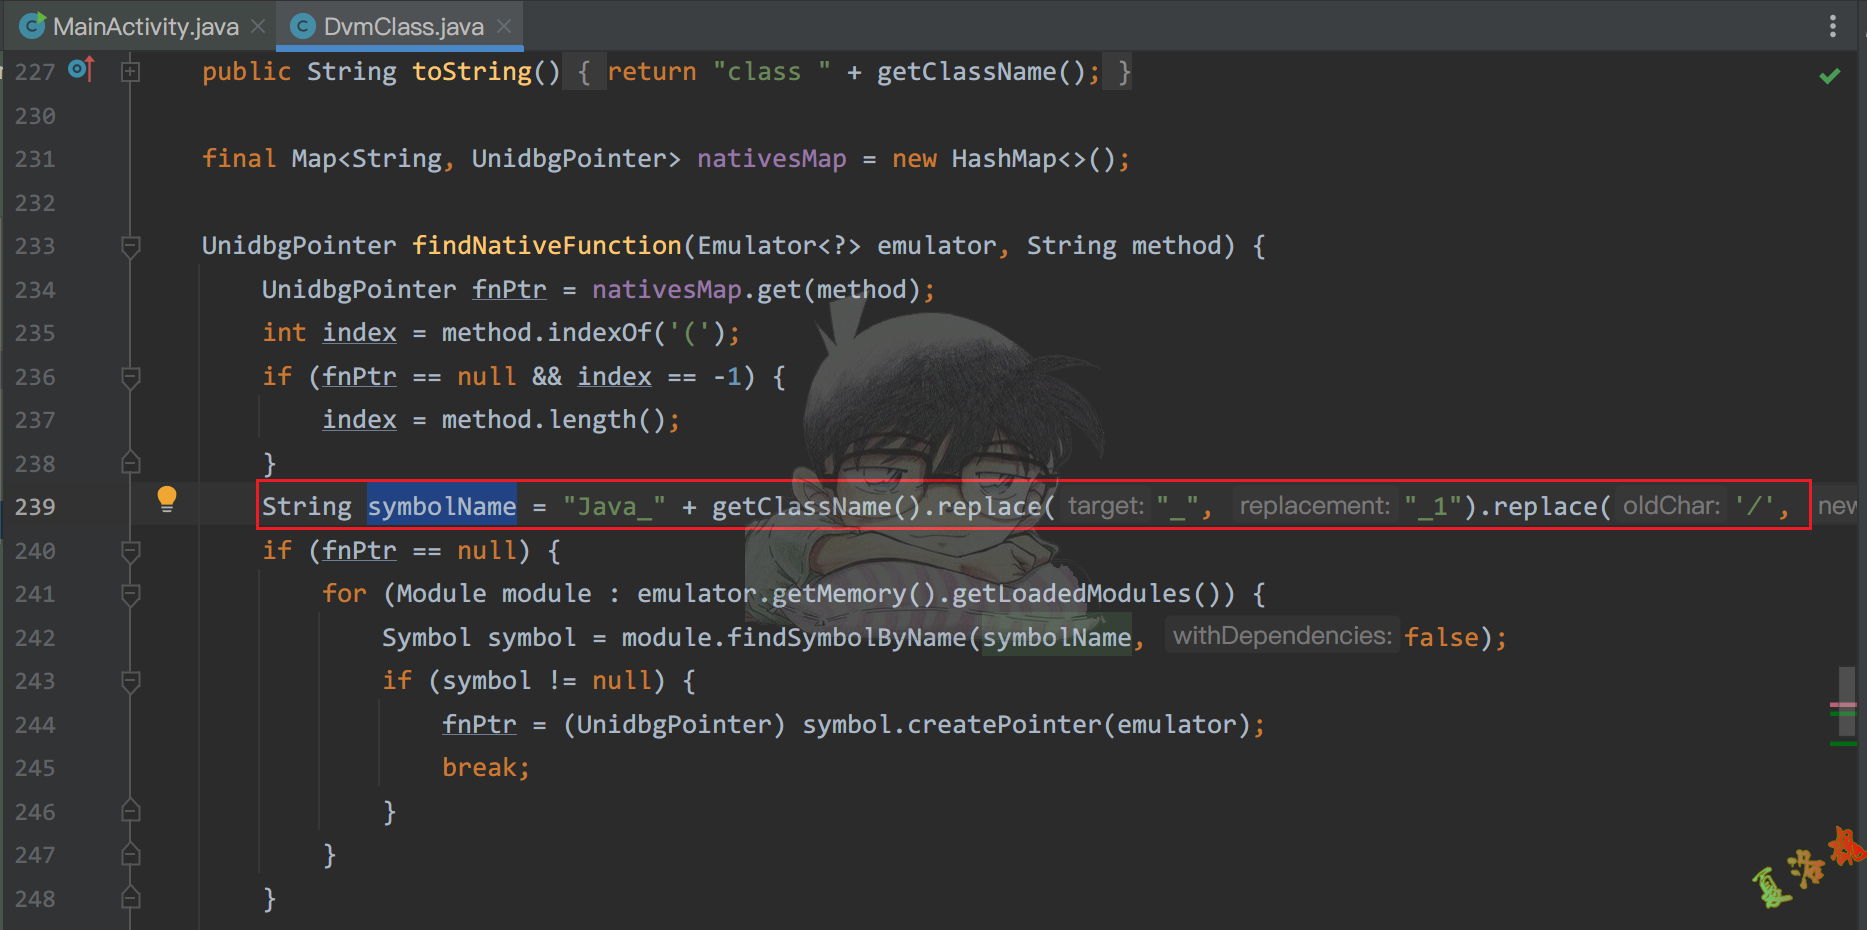 MainActivity.java
DvmClass.java
227 public String toString() { return "class " + getClassName(); }
230
231 final Map<String, UnidbgPointer> nativesMap = new HashMap<>();
232
233 UnidbgPointer findNativeFunction(Emulator<?> emulator, String method) {
234 UnidbgPointer fnPtr = nativesMap.get(method);
235 int index = method.indexOf('(');
236 if (fnPtr == null && index == -1) {
237 index = method.length();
238 }
239 String symbolName = "Java_" + getClassName().replace( target: "_", replacement: "_1").replace( oldChar: '/', new
240 if (fnPtr == null) {
241 for (Module module : emulator.getMemory().getLoadedModules()) {
242 Symbol symbol = module.findSymbolByName(symbolName, withDependencies: false);
243 if (symbol != null) {
244 fnPtr = (UnidbgPointer) symbol.createPointer(emulator);
245 break;
246 }
247 }
248 }
夏洛